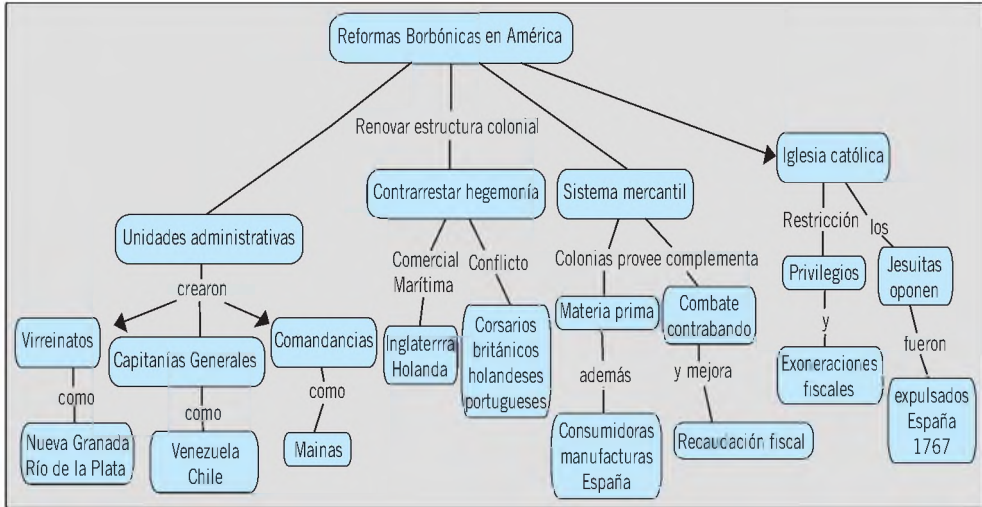 Reformas Borbónicas en América
Renovar estructura colonial
Iglesia católica
Contrarrestar hegemonía
Sistema mercantil
Restricción
los
Unidades administrativas
Comercial
Marítima
Conflicto
Colonias provee complementa
Privilegios
Jesuitas
oponen
crearon
Virreinatos
Capitanías Generales
Comandancias
Inglaterrra
Holanda
Corsarios
británicos
holandeses
portugueses
Materia prima
Combate
contrabando
y
fueron
además
y mejora
Exoneraciones
fiscales
como
como
como
expulsados
España
1767
Nueva Granada
Río de la Plata
Venezuela
Chile
Mainas
Consumidoras
manufacturas
España
Recaudación fiscal